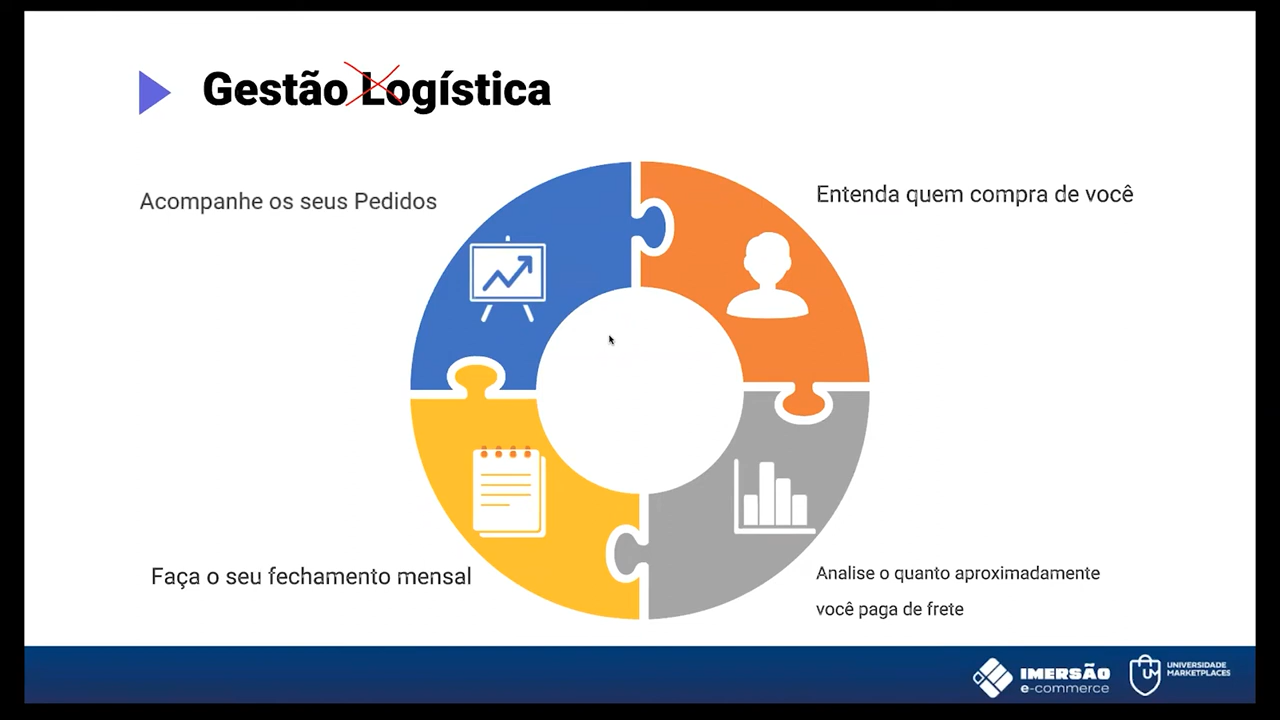 Gestão Logística
Acompanhe os seus Pedidos
Entenda quem compra de você
Faça o seu fechamento mensal
Analise o quanto aproximadamente
você paga de frete
IMERSÃO
e-commerce
UM
UNIVERSIDADE
MARKETPLACES